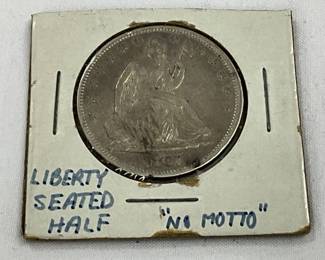 LIBERTY
SEATED
HALF
"NO MOTTO"